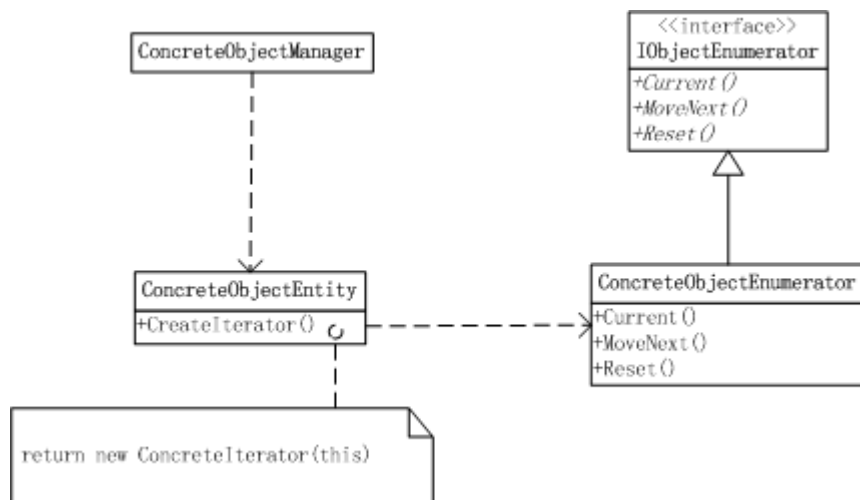 ConcreteObjectManager
<<interface>>
IObjectEnumerator
+Current()
+MoveNext()
+Reset()
ConcreteObjectEntity
+CreateIterator()
ConcreteObjectEnumerator
+Current()
+MoveNext()
+Reset()
return new ConcreteIterator(this)